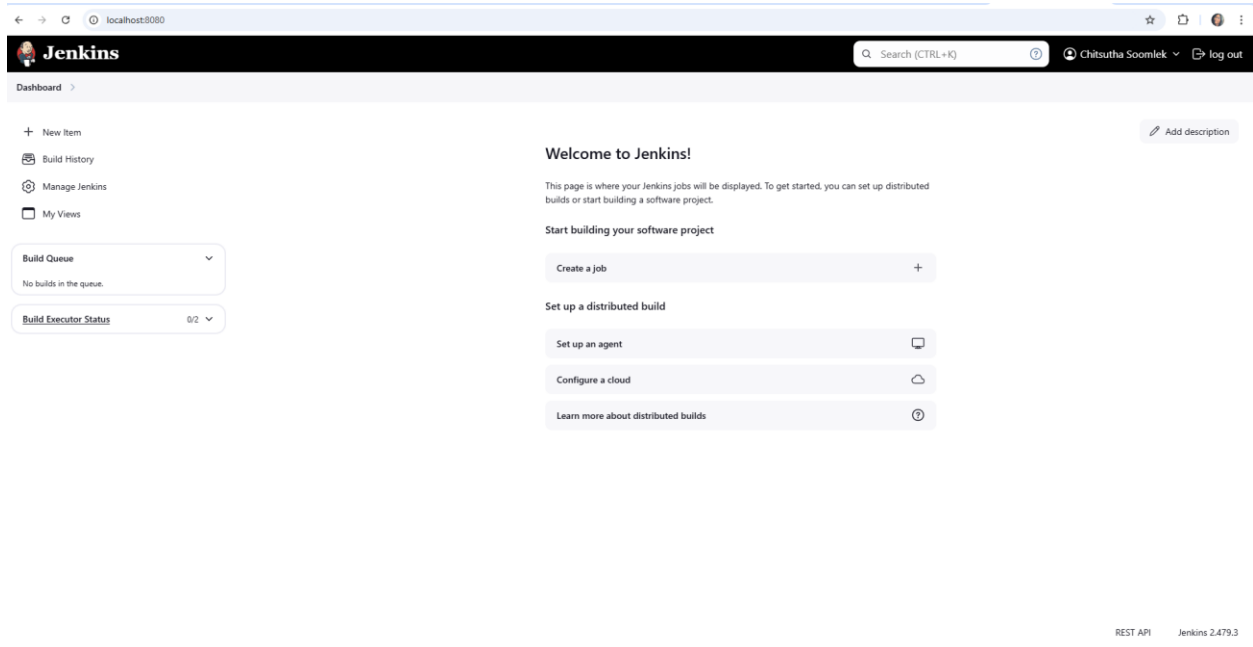 localhost:8080
Jenkins
Search (CTRL+K)
Chitsutha Soomlek
log out
Dashboard
New Item
Build History
Manage Jenkins
My Views
Build Queue
No builds in the queue.
Build Executor Status
0/2
Add description
Welcome to Jenkins!
This page is where your Jenkins jobs will be displayed. To get started, you can set up distributed
builds or start building a software project.
Start building your software project
Create a job
Set up a distributed build
Set up an agent
Configure a cloud
Learn more about distributed builds
REST API
Jenkins 2.479.3